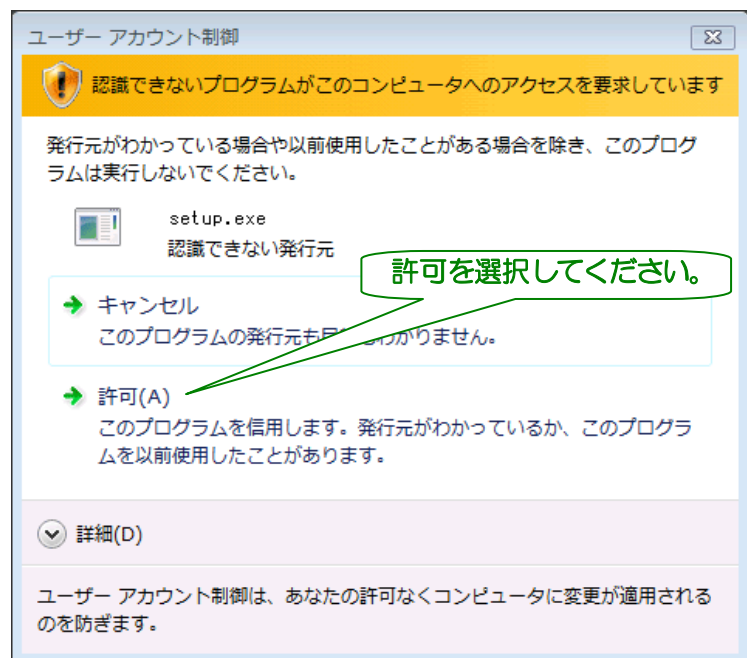 ユーザー アカウント制御
認識できないプログラムがこのコンピュータへのアクセスを要求しています
発行元がわかっている場合や以前使用したことがある場合を除き、このプログ
ラムは実行しないでください。
setup.exe
認識できない発行元
許可を選択してください。
キャンセル
このプログラムの発行元も わかりません。
許可(A)
このプログラムを信用します。発行元がわかっているか、このプログラ
ムを以前使用したことがあります。
詳細(D)
ユーザー アカウント制御は、あなたの許可なくコンピュータに変更が適用される
のを防ぎます。